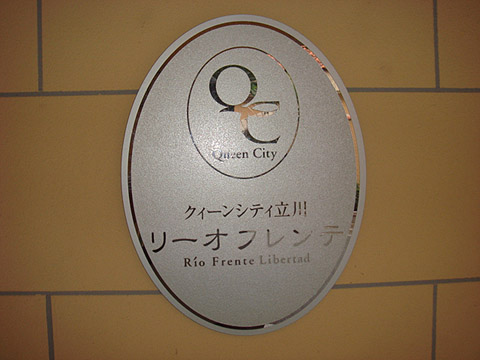 QC
Queen City
クィーンシティ立川
リーオフレンテ
Río Frente Libertad